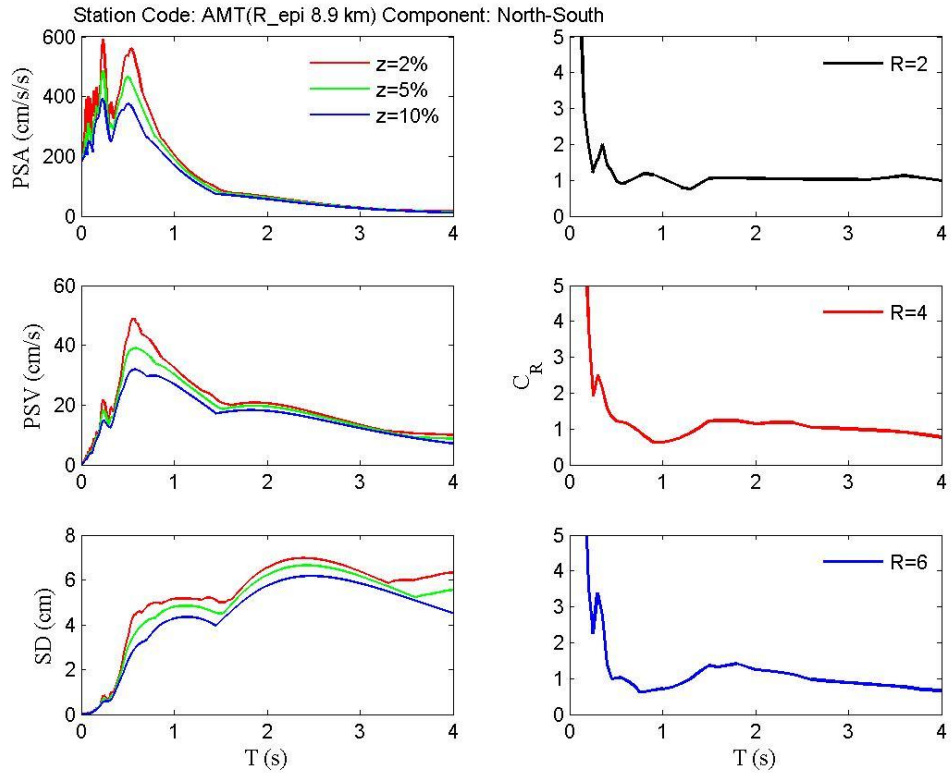 Station Code: AMT(R_epi 8.9 km) Component: North-South
PSA (cm/s/s)
600
400
200
0
0 1 2 3 4
z=2%
z=5%
z=10%
5
4
3
2
1
0
0 1 2 3 4
R=2
PSV (cm/s)
60
40
20
0
0 1 2 3 4
C_R
5
4
3
2
1
0
0 1 2 3 4
R=4
SD (cm)
8
6
4
2
0
0 1 2 3 4
T (s)
5
4
3
2
1
0
0 1 2 3 4
T (s)
R=6